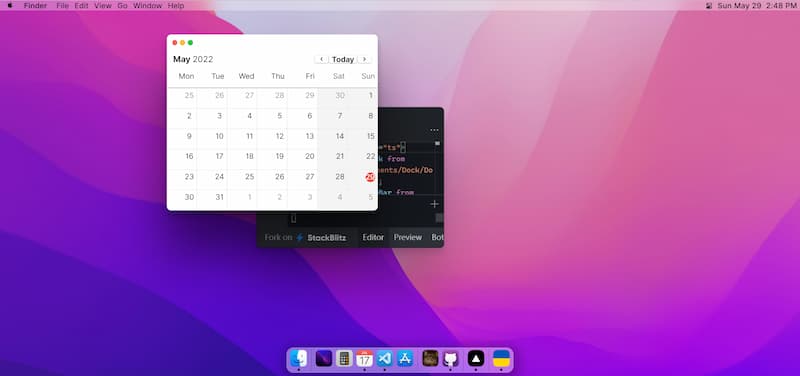 Finder File Edit View Go Window Help
Sun May 29 2:48 PM
May 2022
‹ Today ›
Mon Tue Wed Thu Fri Sat Sun
25 26 27 28 29 30 1
2 3 4 5 6 7 8
9 10 11 12 13 14 15
16 17 18 19 20 21 22
23 24 25 26 27 28 29
30 31 1 2 3 4 5
...
="ts">
k from
ents/Dock/Do
;
Bar from
+
Fork on StackBlitz Editor Preview Bot
17